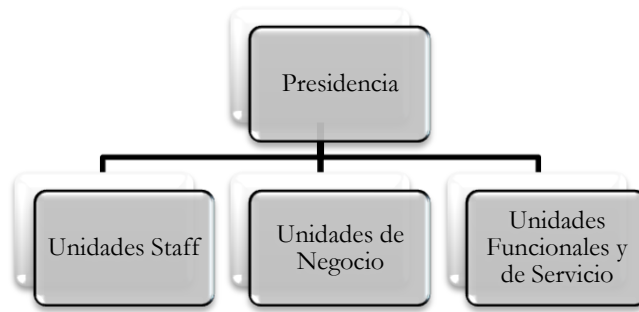 Presidencia
Unidades Staff
Unidades de
Negocio
Unidades
Funcionales y
de Servicio